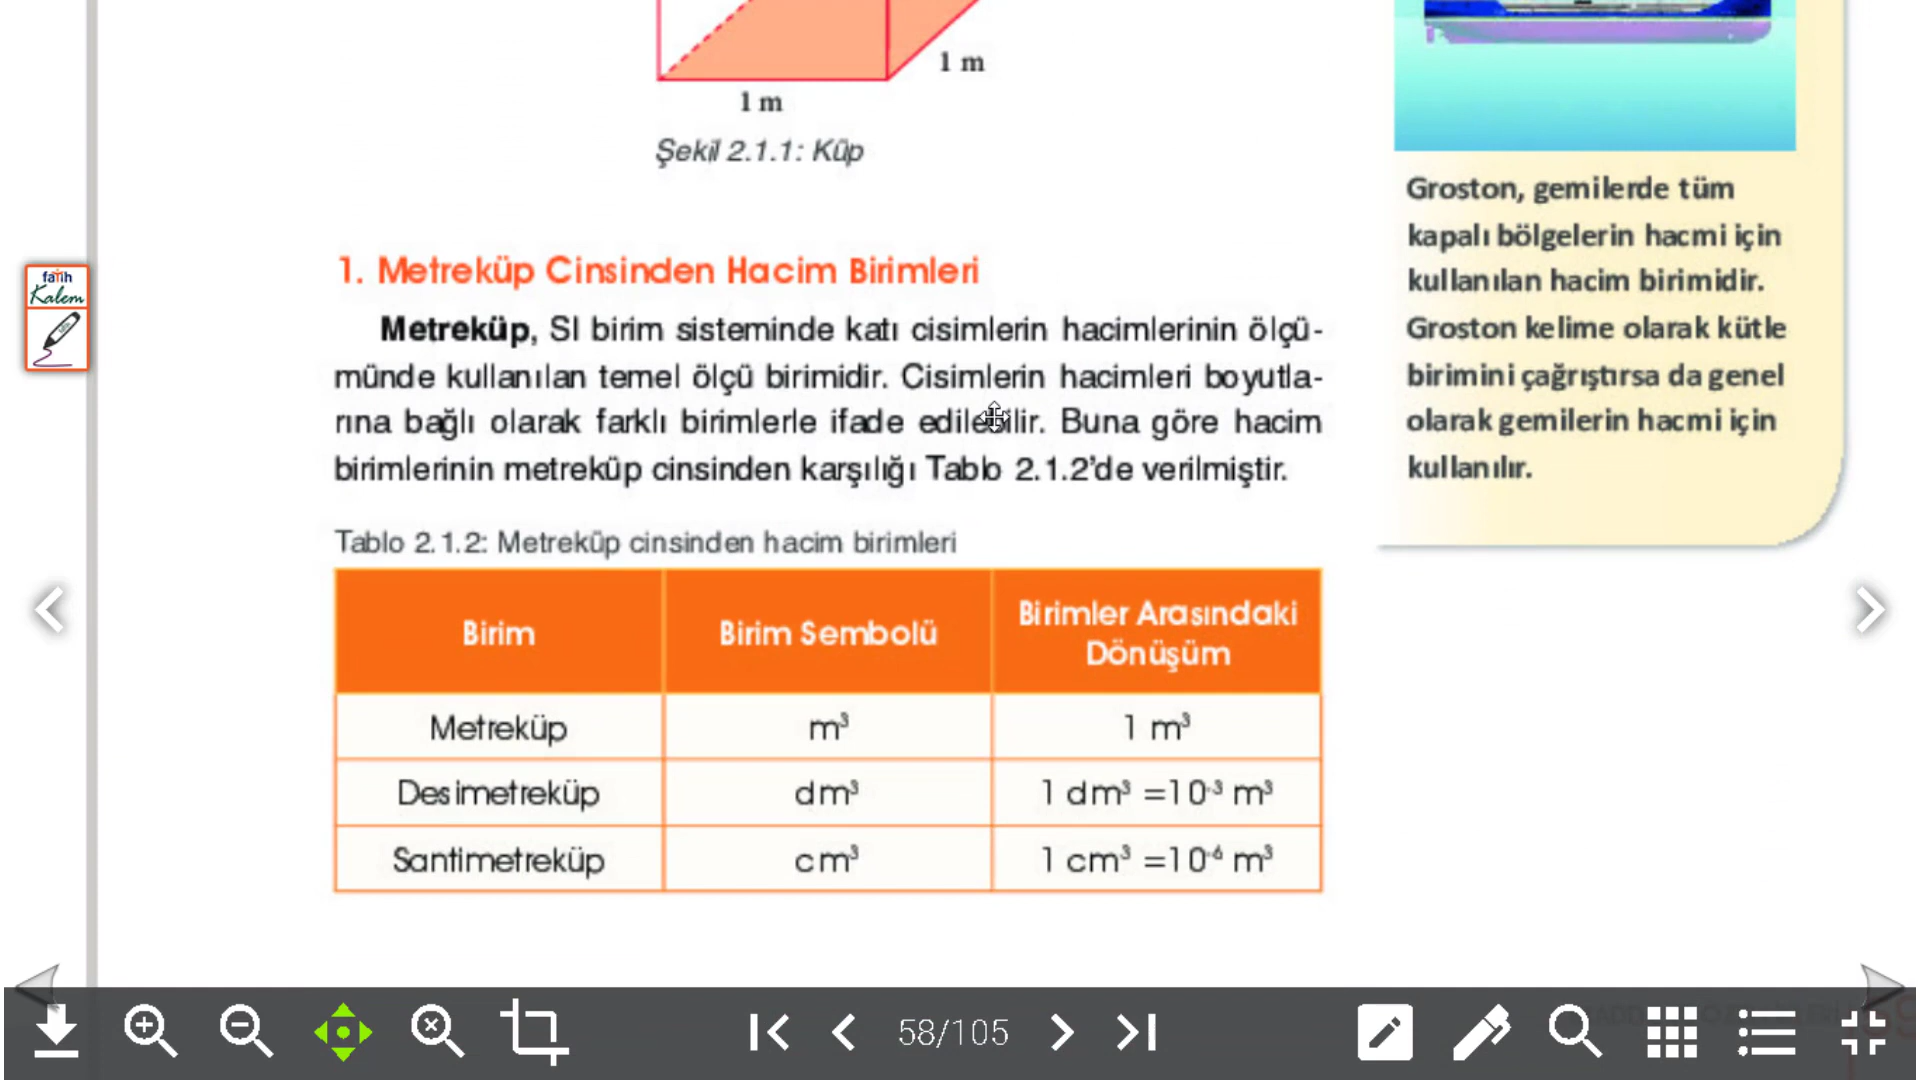 1 m
1 m
Şekil 2.1.1: Küp
1. Metreküp Cinsinden Hacim Birimleri
Metreküp, SI birim sisteminde katı cisimlerin hacimlerinin ölçü-
münde kullanılan temel ölçü birimidir. Cisimlerin hacimleri boyutla-
rına bağlı olarak farklı birimlerle ifade edilebilir. Buna göre hacim
birimlerinin metreküp cinsinden karşılığı Tablo 2.1.2'de verilmiştir.
Tablo 2.1.2: Metreküp cinsinden hacim birimleri
Birim Birim Sembolü Birimler Arasındaki
Dönüşüm
Metreküp m³ 1 m³
Desimetreküp dm³ 1 dm³ =10⁻³ m³
Santimetreküp cm³ 1 cm³ =10⁻⁶ m³
Groston, gemilerde tüm
kapalı bölgelerin hacmi için
kullanılan hacim birimidir.
Groston kelime olarak kütle
birimini çağrıştırsa da genel
olarak gemilerin hacmi için
kullanılır.
fatih
Kalem
58/105